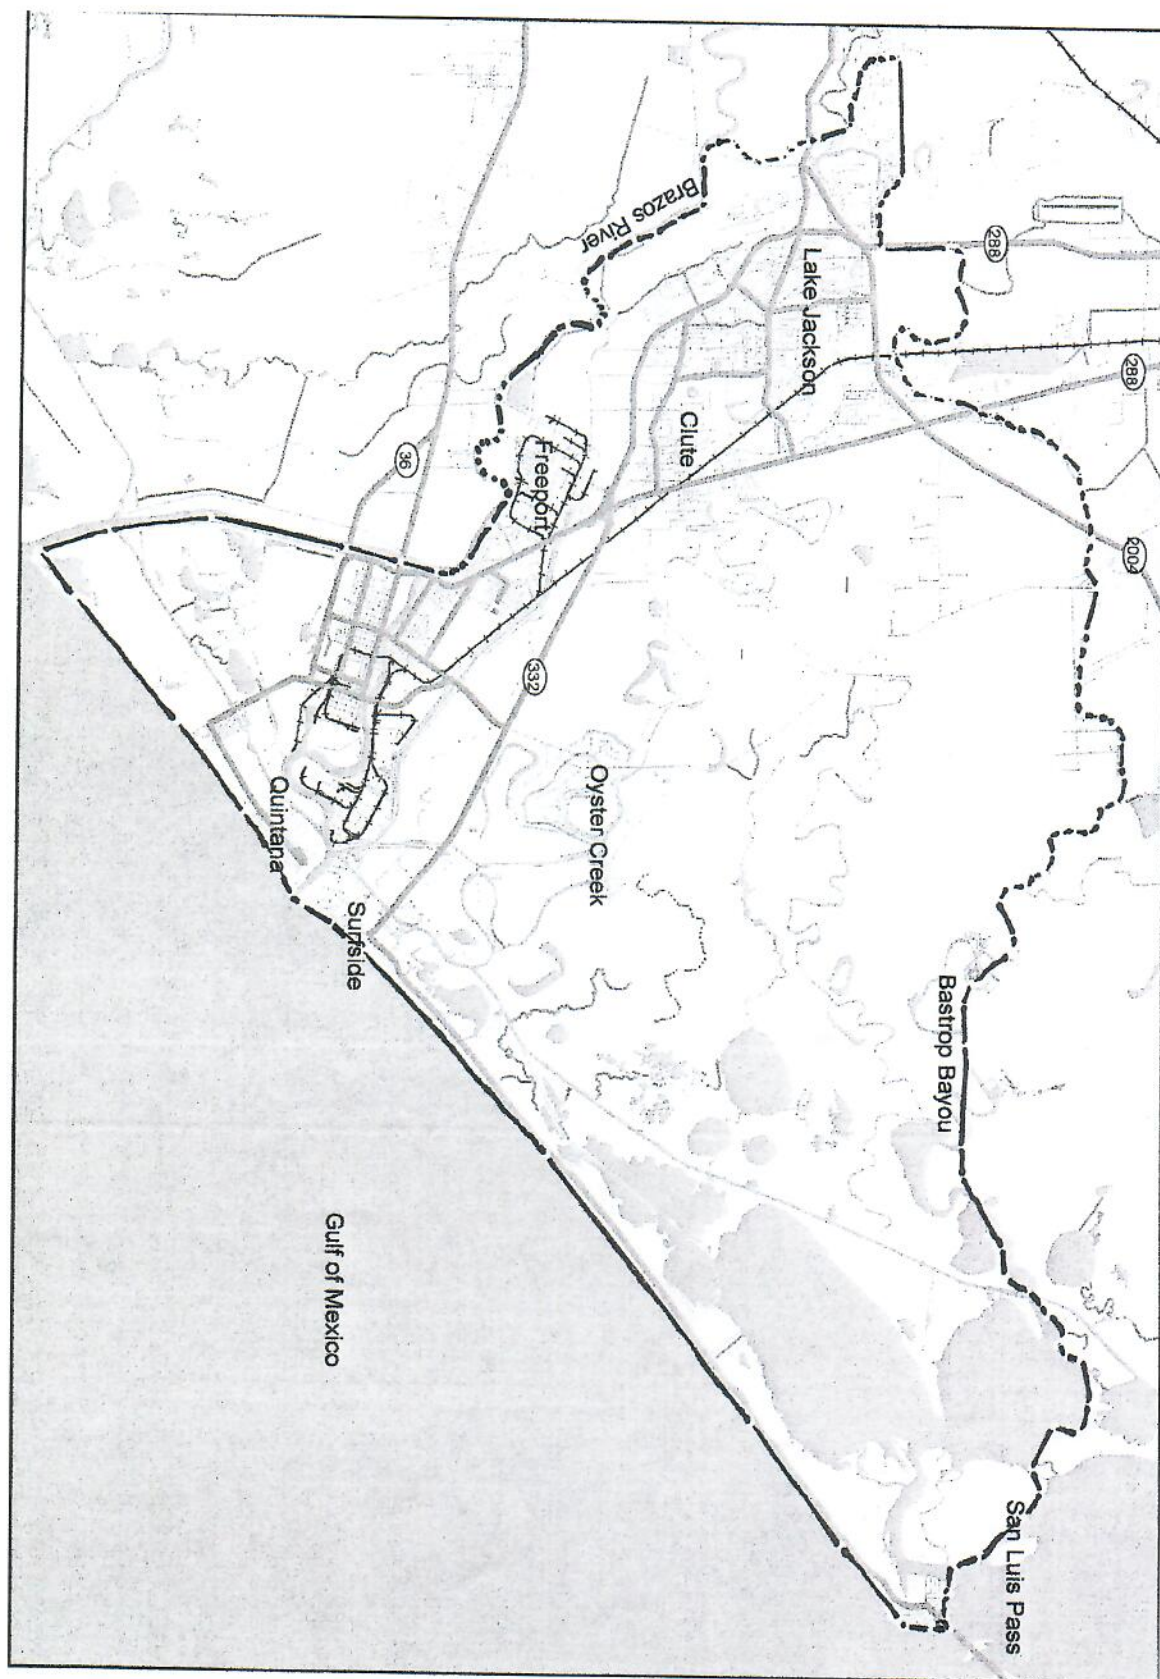 288
288
2004
Brazos River
Lake Jackson
Clute
Freeport
36
332
Oyster Creek
Bastrop Bayou
Quintana
Surfside
San Luis Pass
Gulf of Mexico